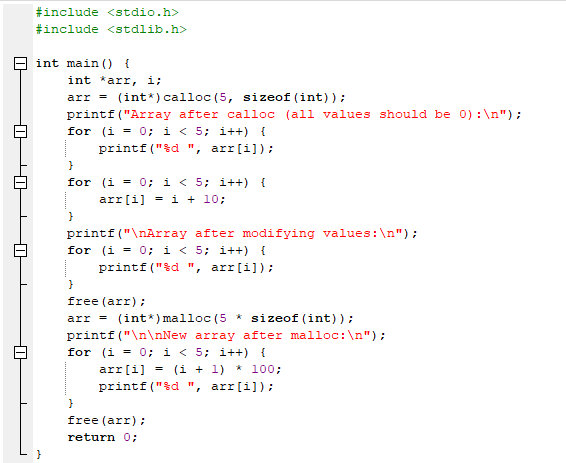 #include <stdio.h>
#include <stdlib.h>
int main() {
int *arr, i;
arr = (int*)calloc(5, sizeof(int));
printf("Array after calloc (all values should be 0):\n");
for (i = 0; i < 5; i++) {
printf("%d ", arr[i]);
}
for (i = 0; i < 5; i++) {
arr[i] = i + 10;
}
printf("\nArray after modifying values:\n");
for (i = 0; i < 5; i++) {
printf("%d ", arr[i]);
}
free(arr);
arr = (int*)malloc(5 * sizeof(int));
printf("\n\nNew array after malloc:\n");
for (i = 0; i < 5; i++) {
arr[i] = (i + 1) * 100;
printf("%d ", arr[i]);
}
free(arr);
return 0;
}